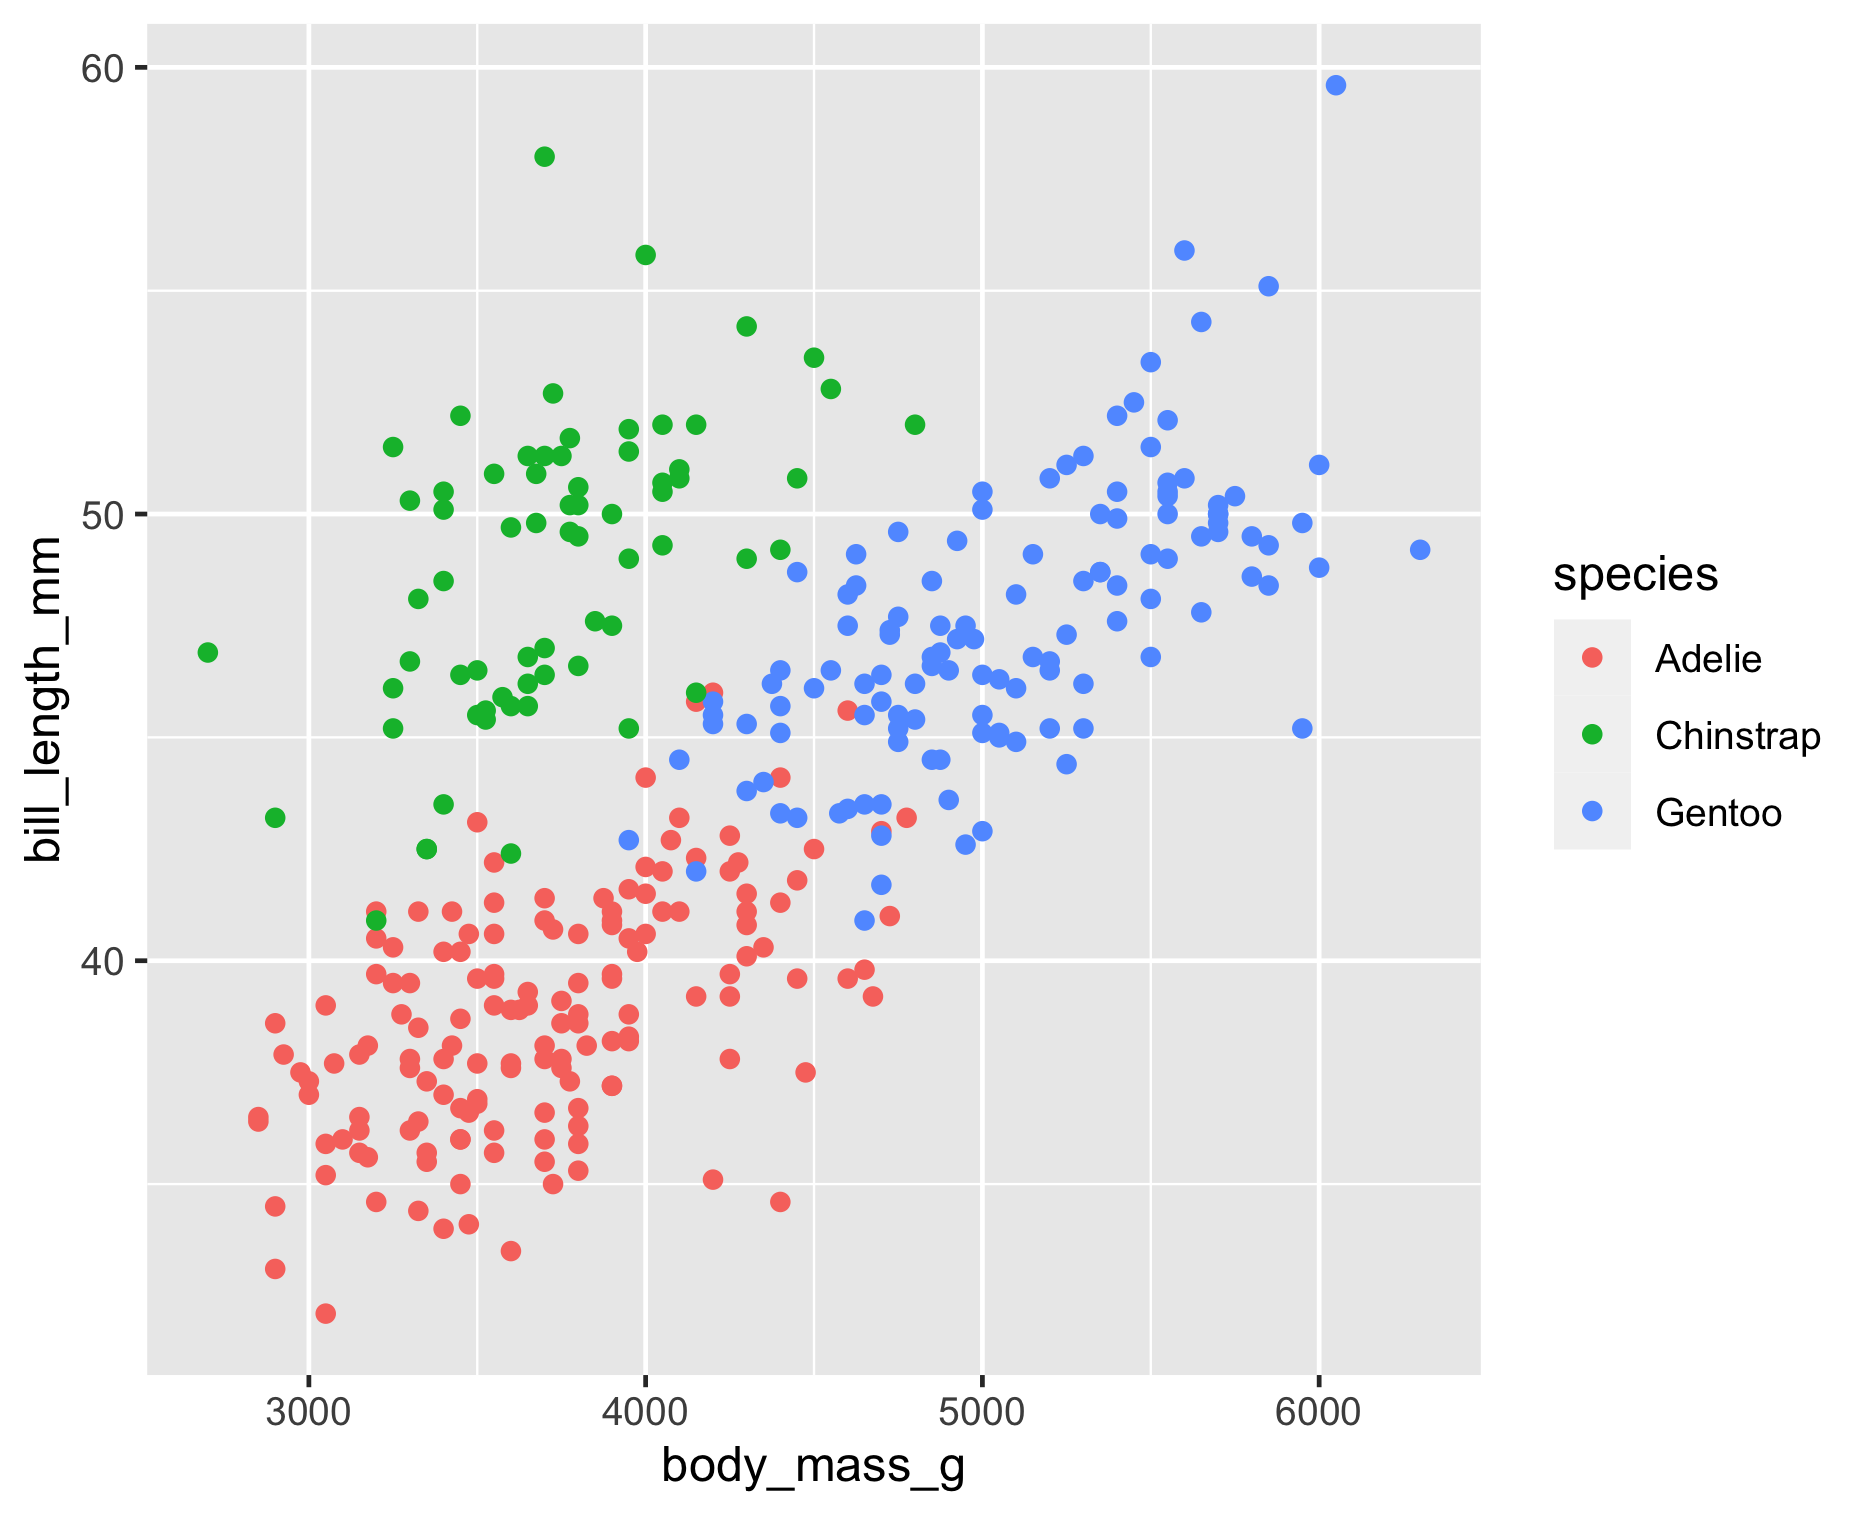 60
50
40
bill_length_mm
3000 4000 5000 6000
body_mass_g
species
Adelie
Chinstrap
Gentoo